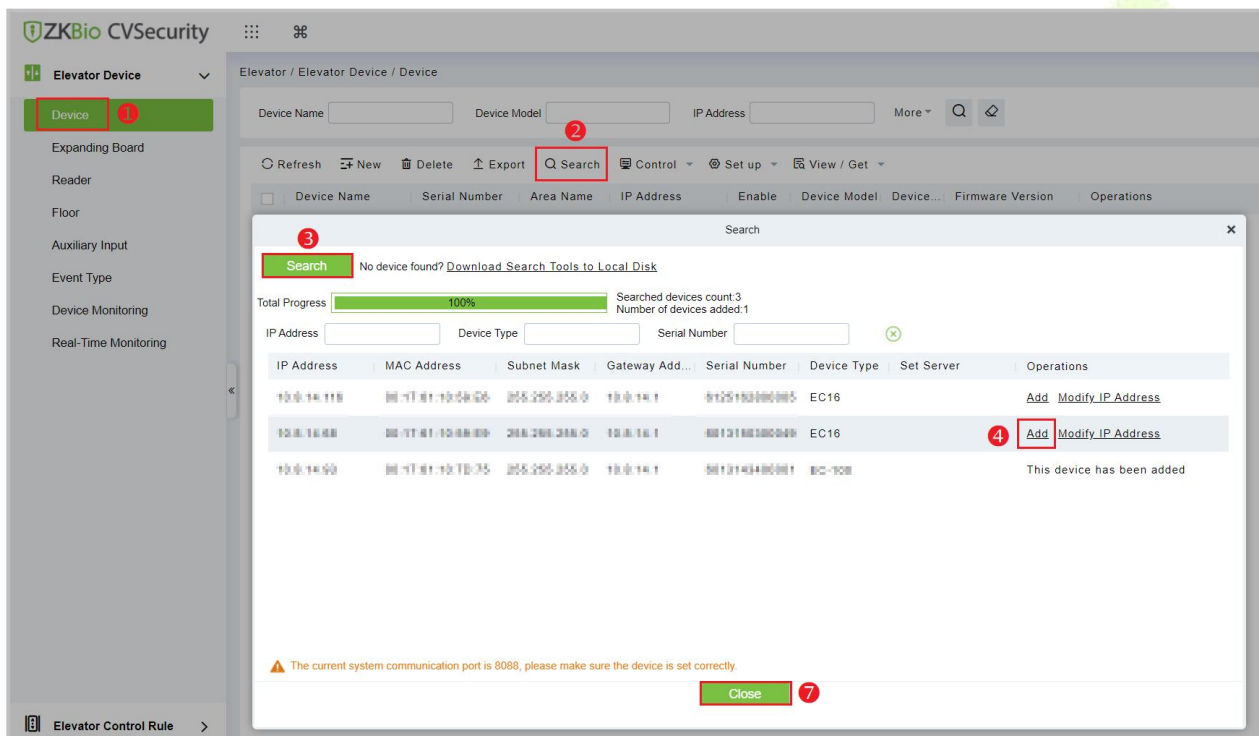 ZKBio CVSecurity
Elevator Device
Elevator / Elevator Device / Device
Device 1
Expanding Board
Reader
Floor
Auxiliary Input
Event Type
Device Monitoring
Real-Time Monitoring
Elevator Control Rule
Device Name Device Model IP Address More
2
Refresh New Delete Export Search Control Set up View / Get
Device Name Serial Number Area Name IP Address Enable Device Model Device... Firmware Version Operations
Search
3
Search No device found? Download Search Tools to Local Disk
Total Progress 100% Searched devices count:3
Number of devices added:1
IP Address Device Type Serial Number
IP Address MAC Address Subnet Mask Gateway Add... Serial Number Device Type Set Server Operations
EC16 Add Modify IP Address
EC16 4 Add Modify IP Address
This device has been added
The current system communication port is 8088, please make sure the device is set correctly.
Close 7